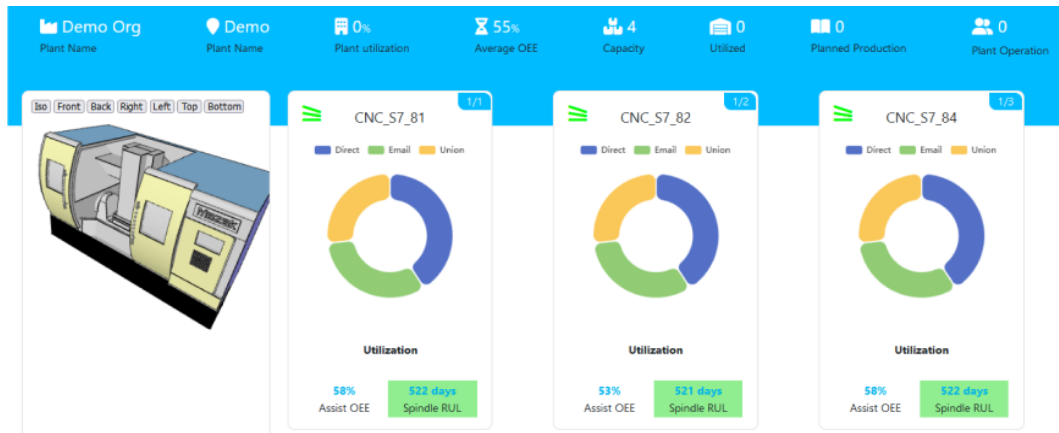 Demo Org
Plant Name
Demo
Plant Name
0%
Plant utilization
55%
Average OEE
4
Capacity
0
Utilized
0
Planned Production
0
Plant Operation
Iso Front Back Right Left Top Bottom
Mazak
1/1
CNC_S7_81
Direct Email Union
Utilization
58%
Assist OEE
522 days
Spindle RUL
1/2
CNC_S7_82
Direct Email Union
Utilization
53%
Assist OEE
521 days
Spindle RUL
1/3
CNC_S7_84
Direct Email Union
Utilization
58%
Assist OEE
522 days
Spindle RUL